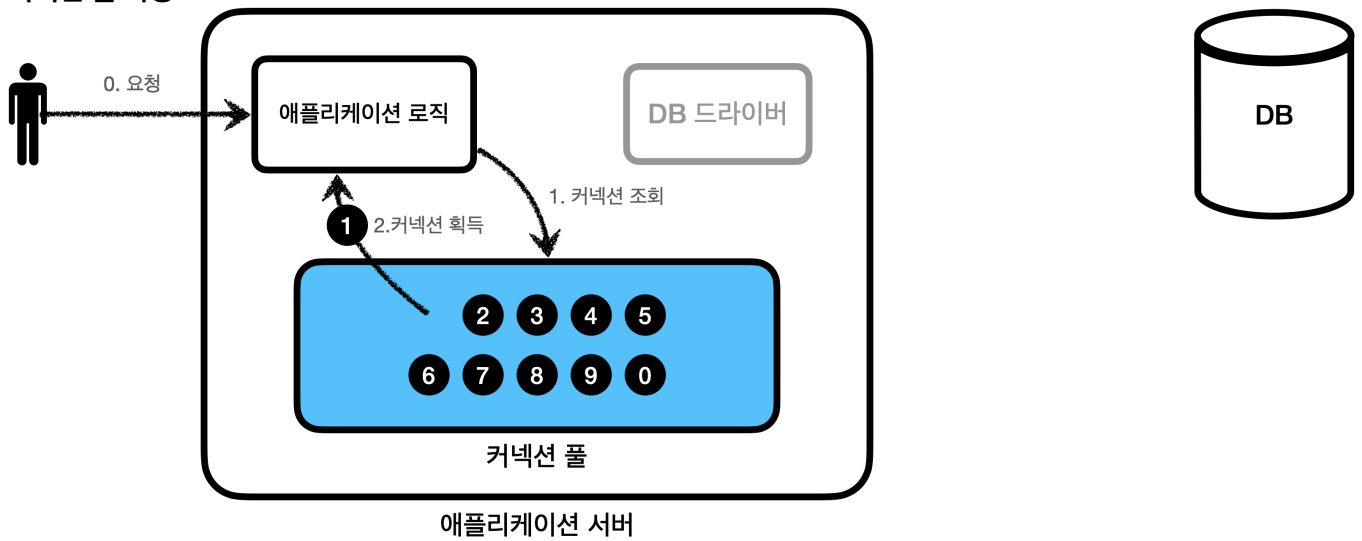 0. 요청
애플리케이션 로직
DB 드라이버
DB
1. 커넥션 조회
1
2.커넥션 획득
2 3 4 5
6 7 8 9 0
커넥션 풀
애플리케이션 서버